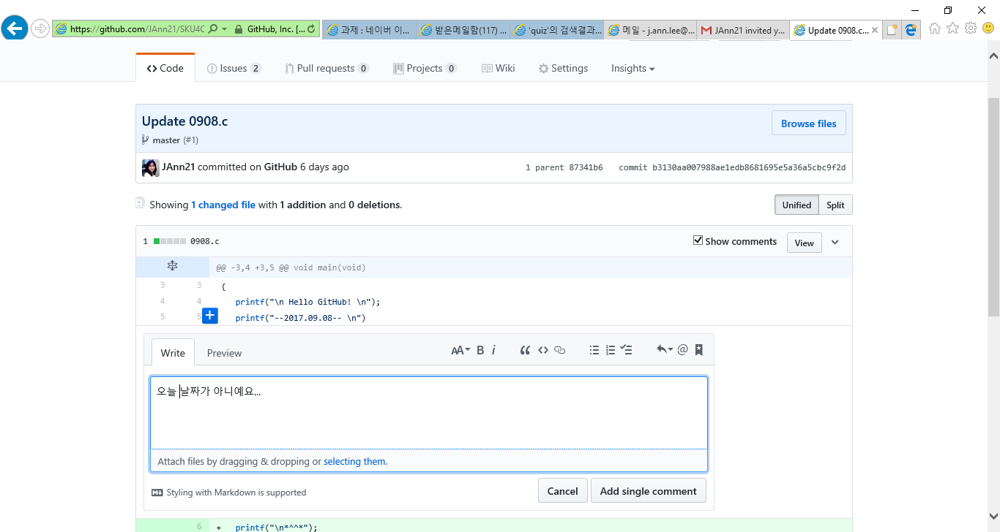 https://github.com/JAnn21/SKU4C
GitHub, Inc. [...
과제 : 네이버 이...
받은메일함(117) ...
'quiz'의 검색결과...
메일 - j.ann.lee@...
JAnn21 invited y...
Update 0908.c...
Code
Issues 2
Pull requests 0
Projects 0
Wiki
Settings
Insights
Update 0908.c
Browse files
master (#1)
JAnn21 committed on GitHub 6 days ago
1 parent 87341b6 commit b3130aa007988ae1edb8681695e5a36a5cbc9f2d
Showing 1 changed file with 1 addition and 0 deletions.
Unified Split
1 0908.c
Show comments View
@@ -3,4 +3,5 @@ void main(void)
3 3 {
4 4 printf("\n Hello GitHub! \n");
5 5 printf("--2017.09.08-- \n")
Write Preview
AA B i
오늘 날짜가 아니예요...
Attach files by dragging & dropping or selecting them.
Styling with Markdown is supported
Cancel Add single comment
6 + printf("\n*^^*");